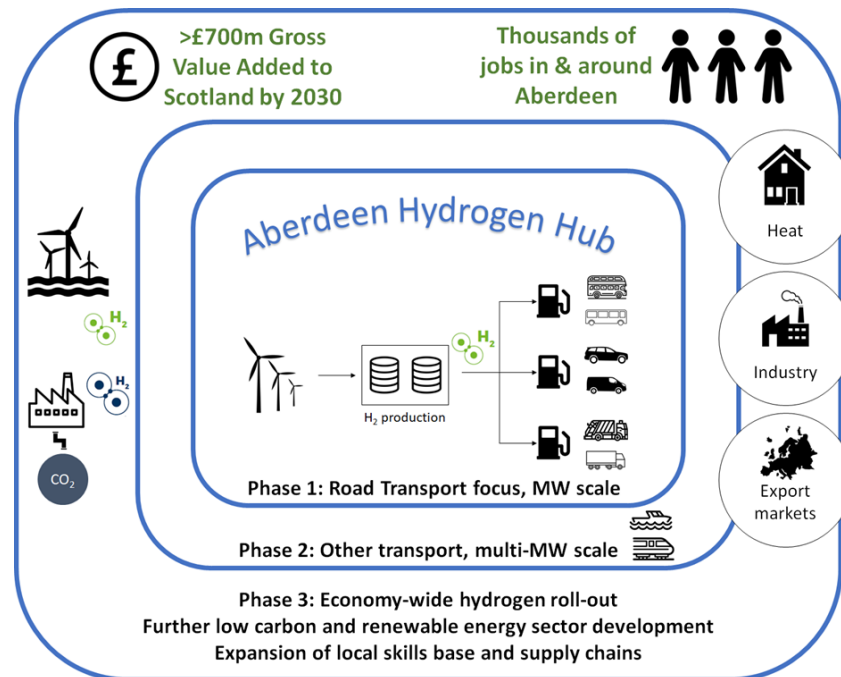 £
>£700m Gross
Value Added to
Scotland by 2030
Thousands of
jobs in & around
Aberdeen
Aberdeen Hydrogen Hub
Heat
H₂
H₂
H₂ production
H₂
Industry
CO₂
Export
markets
Phase 1: Road Transport focus, MW scale
Phase 2: Other transport, multi-MW scale
Phase 3: Economy-wide hydrogen roll-out
Further low carbon and renewable energy sector development
Expansion of local skills base and supply chains